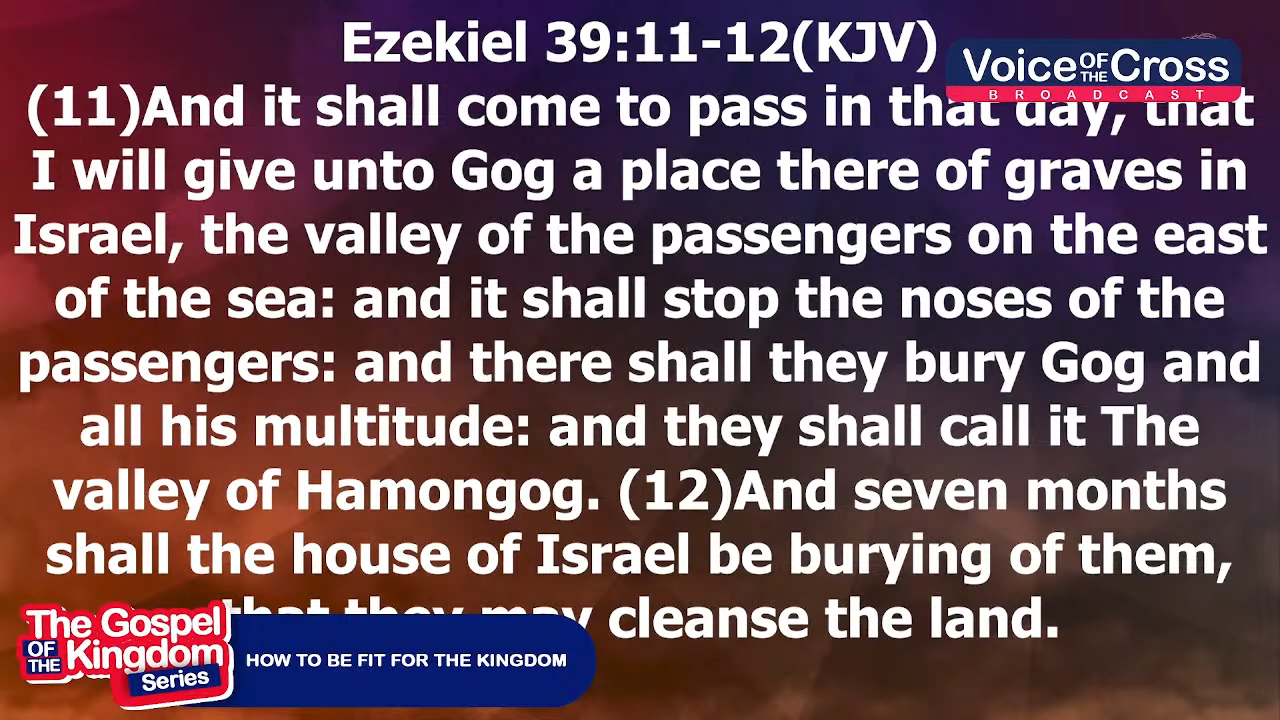 Ezekiel 39:11-12(KJV)
Voice OF THE Cross
BROADCAST
(11)And it shall come to pass in that day, that
I will give unto Gog a place there of graves in
Israel, the valley of the passengers on the east
of the sea: and it shall stop the noses of the
passengers: and there shall they bury Gog and
all his multitude: and they shall call it The
valley of Hamongog. (12)And seven months
shall the house of Israel be burying of them,
that they may cleanse the land.
The Gospel
OF THE Kingdom
Series
HOW TO BE FIT FOR THE KINGDOM